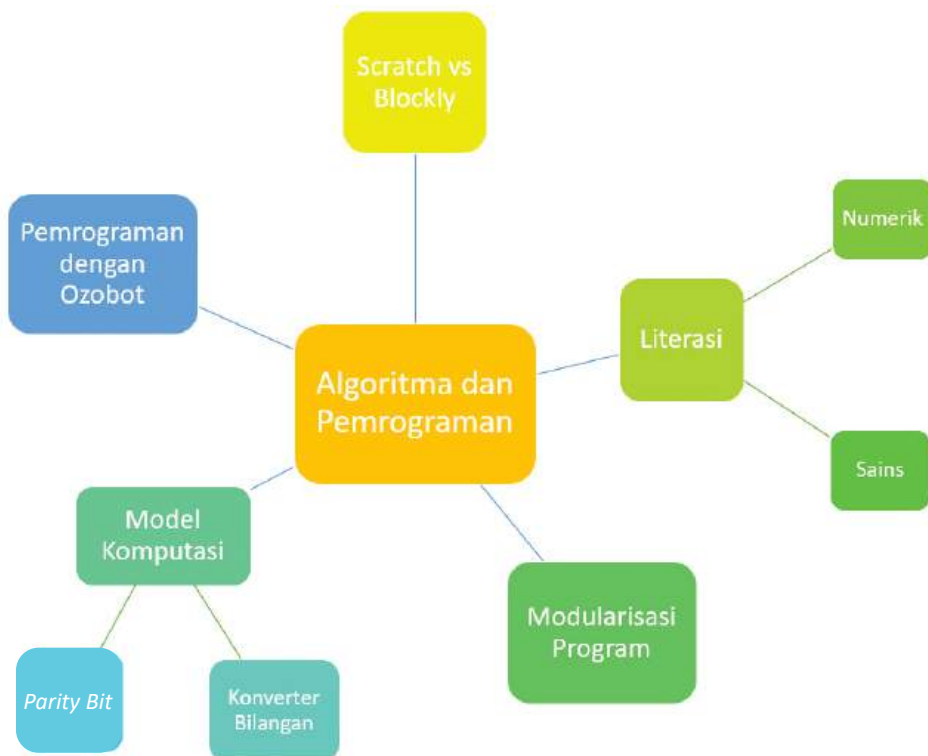 Scratch vs
Blockly
Pemrograman
dengan
Ozobot
Numerik
Literasi
Algoritma dan
Pemrograman
Sains
Model
Komputasi
Modularisasi
Program
Parity Bit
Konverter
Bilangan